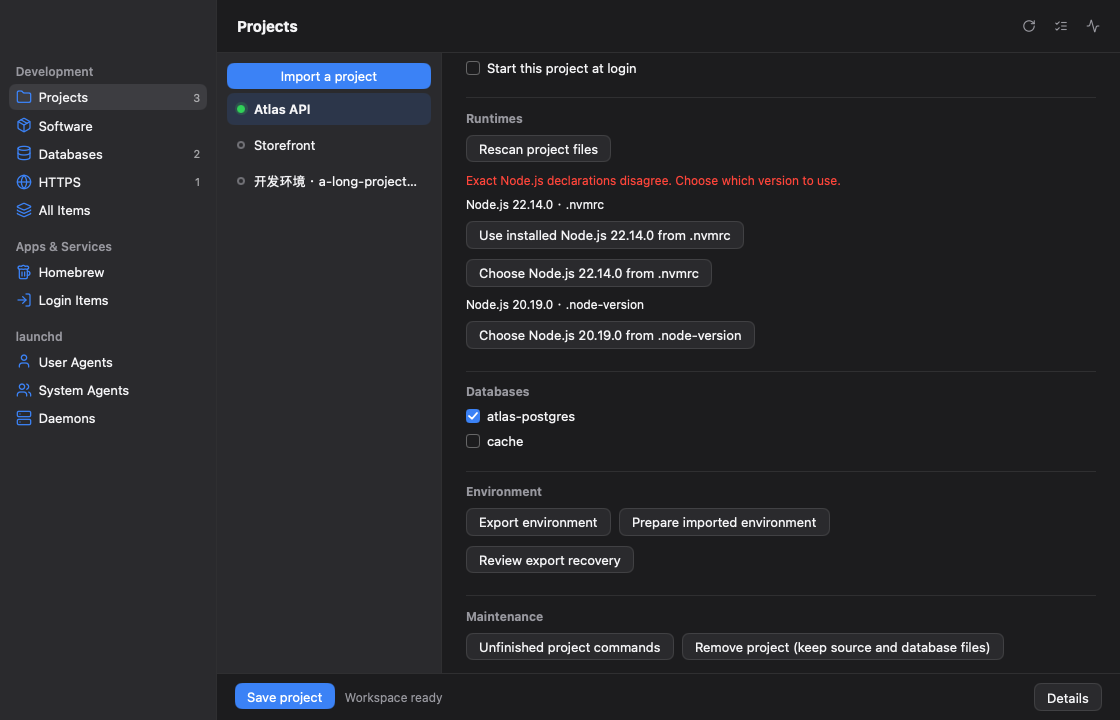 Projects
Development
Projects 3
Software
Databases 2
HTTPS 1
All Items
Apps & Services
Homebrew
Login Items
launchd
User Agents
System Agents
Daemons
Import a project
Atlas API
Storefront
开发环境 · a-long-project...
Start this project at login
Runtimes
Rescan project files
Exact Node.js declarations disagree. Choose which version to use.
Node.js 22.14.0 · .nvmrc
Use installed Node.js 22.14.0 from .nvmrc
Choose Node.js 22.14.0 from .nvmrc
Node.js 20.19.0 · .node-version
Choose Node.js 20.19.0 from .node-version
Databases
atlas-postgres
cache
Environment
Export environment Prepare imported environment
Review export recovery
Maintenance
Unfinished project commands Remove project (keep source and database files)
Save project Workspace ready Details